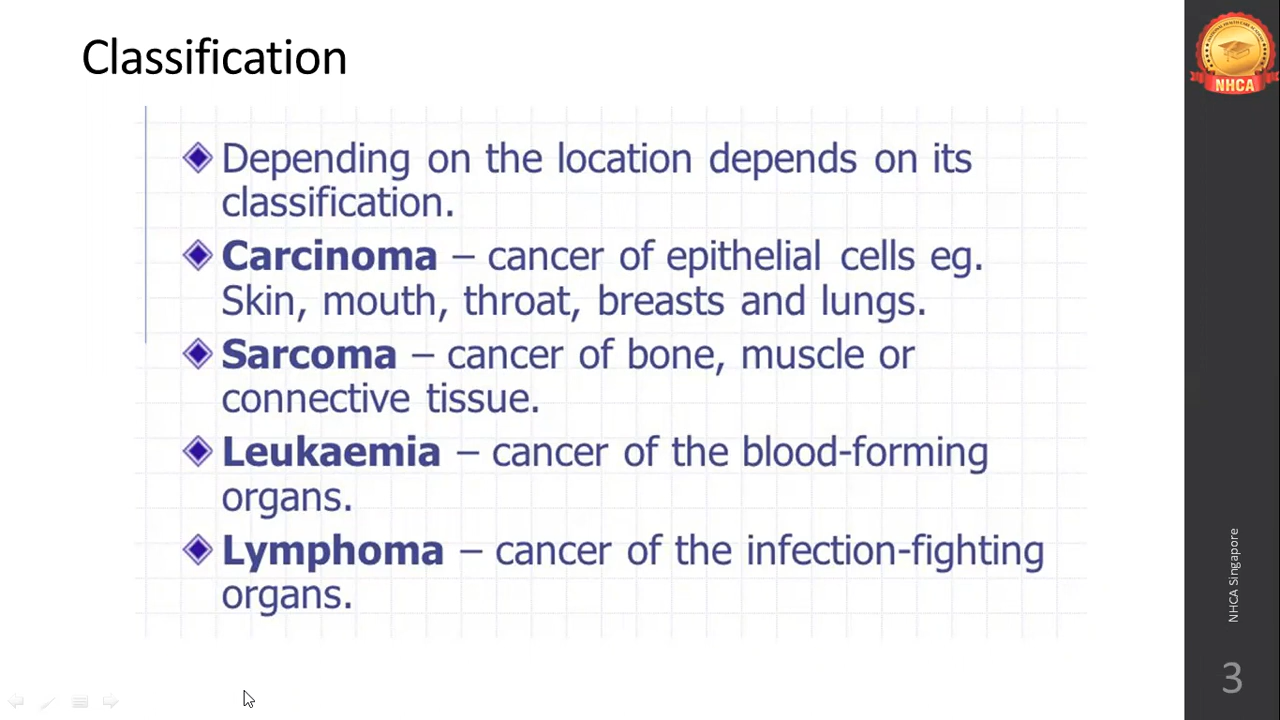 Classification
Depending on the location depends on its
classification.
Carcinoma – cancer of epithelial cells eg.
Skin, mouth, throat, breasts and lungs.
Sarcoma – cancer of bone, muscle or
connective tissue.
Leukaemia – cancer of the blood-forming
organs.
Lymphoma – cancer of the infection-fighting
organs.
NHCA
NHCA Singapore
3